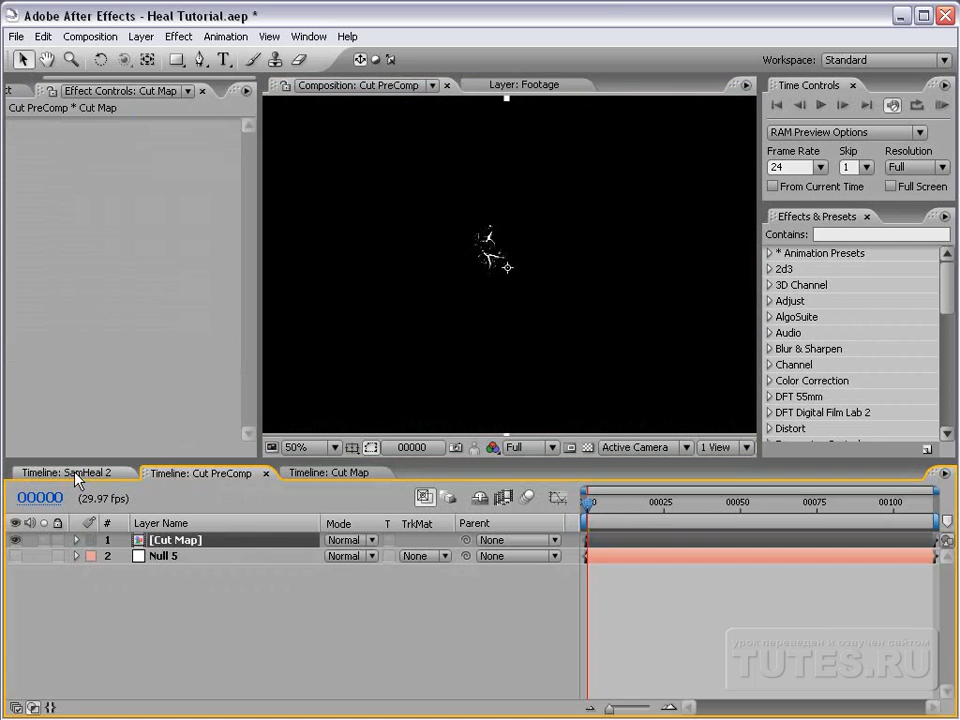 Adobe After Effects - Heal Tutorial.aep *
File Edit Composition Layer Effect Animation View Window Help
Workspace: Standard
Effect Controls: Cut Map
Cut PreComp * Cut Map
Composition: Cut PreComp
Layer: Footage
Time Controls
RAM Preview Options
Frame Rate Skip Resolution
24 1 Full
From Current Time Full Screen
Effects & Presets
Contains:
* Animation Presets
2d3
3D Channel
Adjust
AlgoSuite
Audio
Blur & Sharpen
Channel
Color Correction
DFT 55mm
DFT Digital Film Lab 2
Distort
50% 00000 Full Active Camera 1 View
Timeline: SamHeal 2 Timeline: Cut PreComp Timeline: Cut Map
00000 (29.97 fps)
00025 00050 00075 00100
# Layer Name Mode T TrkMat Parent
1 [Cut Map] Normal None
2 Null 5 Normal None None
урок переведен и озвучен сайтом
TUTES.RU